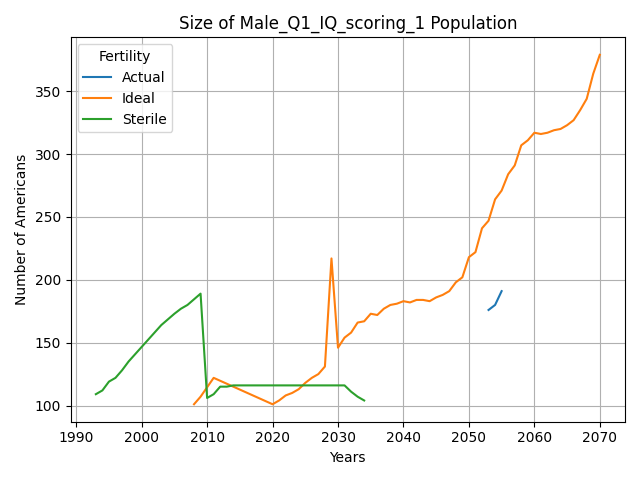 Size of Male_Q1_IQ_scoring_1 Population
Fertility
Actual
Ideal
Sterile
Number of Americans
350
300
250
200
150
100
1990 2000 2010 2020 2030 2040 2050 2060 2070
Years